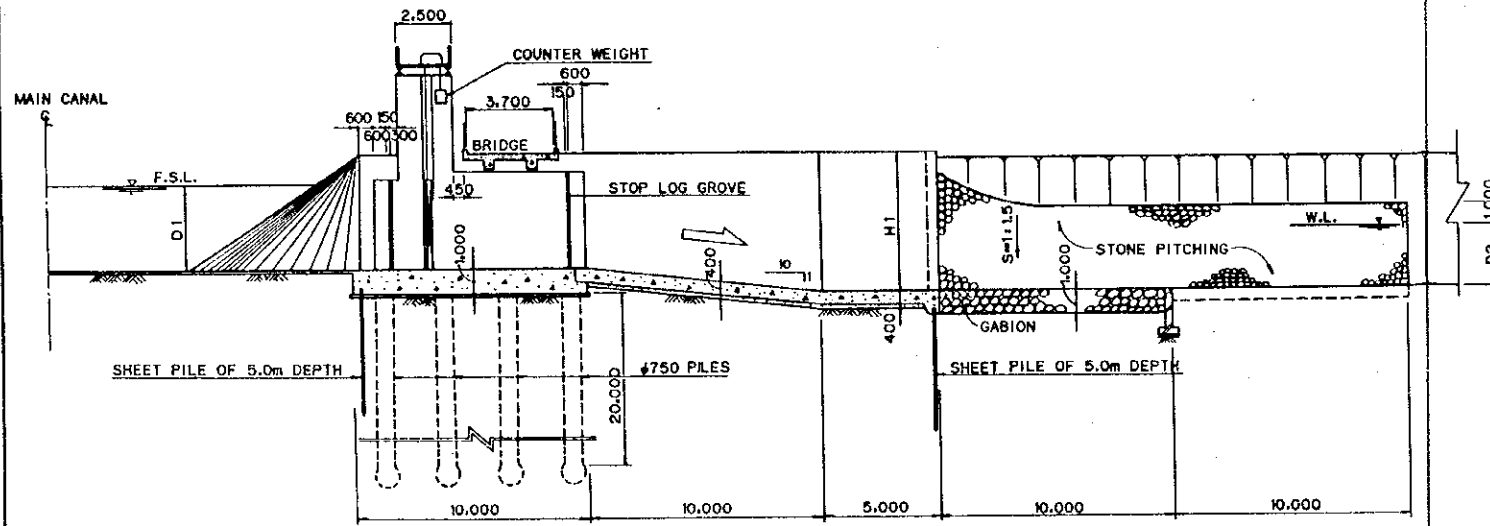 2.500
COUNTER WEIGHT
600
150
MAIN CANAL
℄
3.700
600 150
600 300
BRIDGE
F.S.L.
450
STOP LOG GROVE
D1
H1
S=1:1.5
W.L.
1.000
STONE PITCHING
1.000
400
10
1
1.000
GABION
400
SHEET PILE OF 5.0m DEPTH
φ750 PILES
SHEET PILE OF 5.0m DEPTH
20.000
10.000
10.000
5.000
10.000
10.000